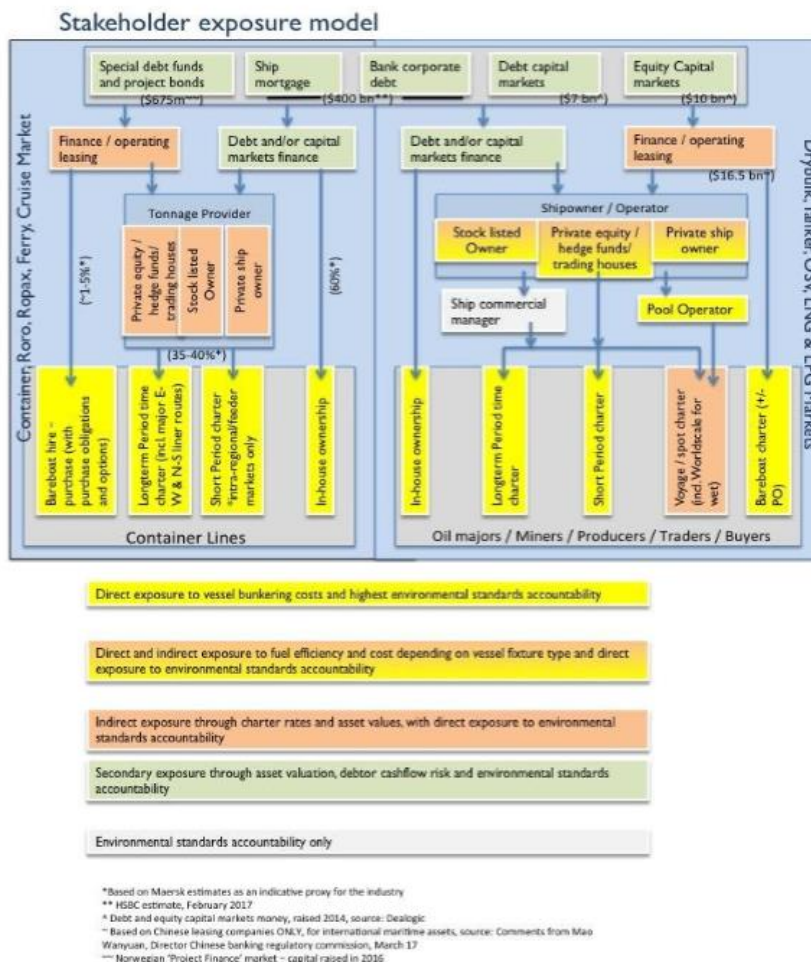 Stakeholder exposure model
Special debt funds
and project bonds
Ship
mortgage
Bank corporate
debt
Debt capital
markets
Equity Capital
markets
($675m~~)
($400 bn**)
($7 bn^)
($10 bn^)
Finance / operating
leasing
Debt and/or capital
markets finance
Debt and/or capital
markets finance
Finance / operating
leasing
($16.5 bn~)
Container, Roro, Ropax, Ferry, Cruise Market
Tonnage Provider
Private equity /
hedge funds/
trading houses
Stock listed
Owner
Private ship
owner
(~1-5%*)
(60%*)
(35-40%*)
Shipowner / Operator
Stock listed
Owner
Private equity /
hedge funds/
trading houses
Private ship
owner
Ship commercial
manager
Pool Operator
Drybulk, Tanker, OSV, LNG & LPG Markets
Bareboat hire –
purchase (with
purchase obligations
and options)
Longterm Period time
charter (incl. major E-
W & N-S liner routes)
Short Period charter
*intra-regional/feeder
markets only
In-house ownership
In-house ownership
Longterm Period time
charter
Short Period charter
Voyage / spot charter
(incl. Worldscale for
wet)
Bareboat charter (+/-
PO)
Container Lines
Oil majors / Miners / Producers / Traders / Buyers
Direct exposure to vessel bunkering costs and highest environmental standards accountability
Direct and indirect exposure to fuel efficiency and cost depending on vessel fixture type and direct
exposure to environmental standards accountability
Indirect exposure through charter rates and asset values, with direct exposure to environmental
standards accountability
Secondary exposure through asset valuation, debtor cashflow risk and environmental standards
accountability
Environmental standards accountability only
*Based on Maersk estimates as an indicative proxy for the industry
** HSBC estimate, February 2017
^ Debt and equity capital markets money, raised 2014, source: Dealogic
~ Based on Chinese leasing companies ONLY, for international maritime assets, source: Comments from Mao
Wanyuan, Director Chinese banking regulatory commission, March 17
~~ Norwegian 'Project Finance' market – capital raised in 2016